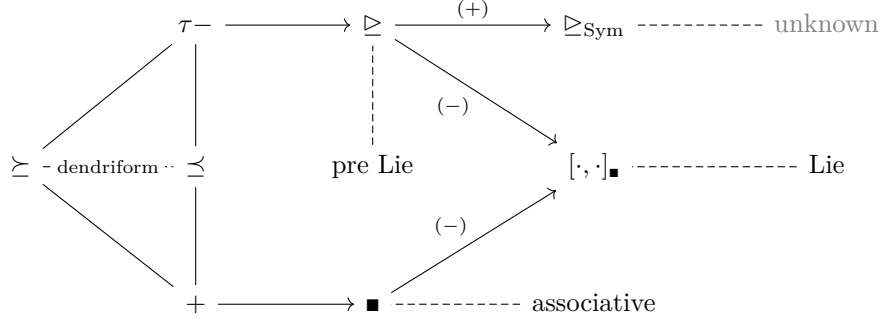 τ− ⊵ (+) ⊵Sym unknown
(−)
⪰ dendriform ⪯ pre Lie [·, ·]■ Lie
(−)
+ ■ associative